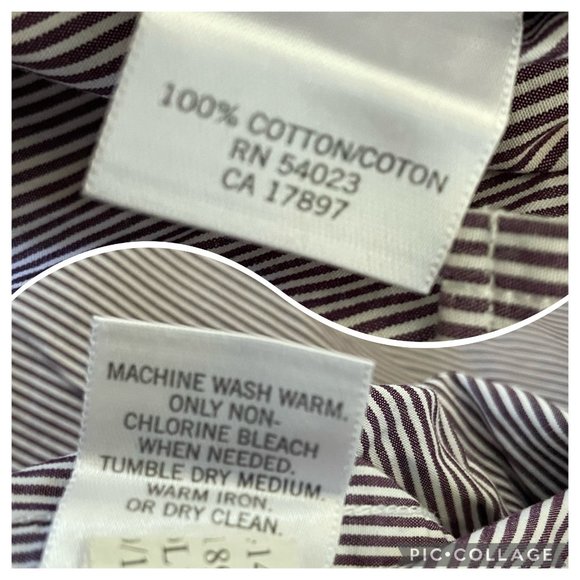 100% COTTON/COTON
RN 54023
CA 17897
MACHINE WASH WARM.
ONLY NON-
CHLORINE BLEACH
WHEN NEEDED.
TUMBLE DRY MEDIUM.
WARM IRON.
OR DRY CLEAN.
PIC•COLLAGE